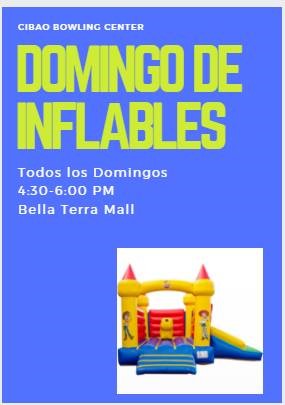 CIBAO BOWLING CENTER
DOMINGO DE
INFLABLES
Todos los Domingos
4:30-6:00 PM
Bella Terra Mall